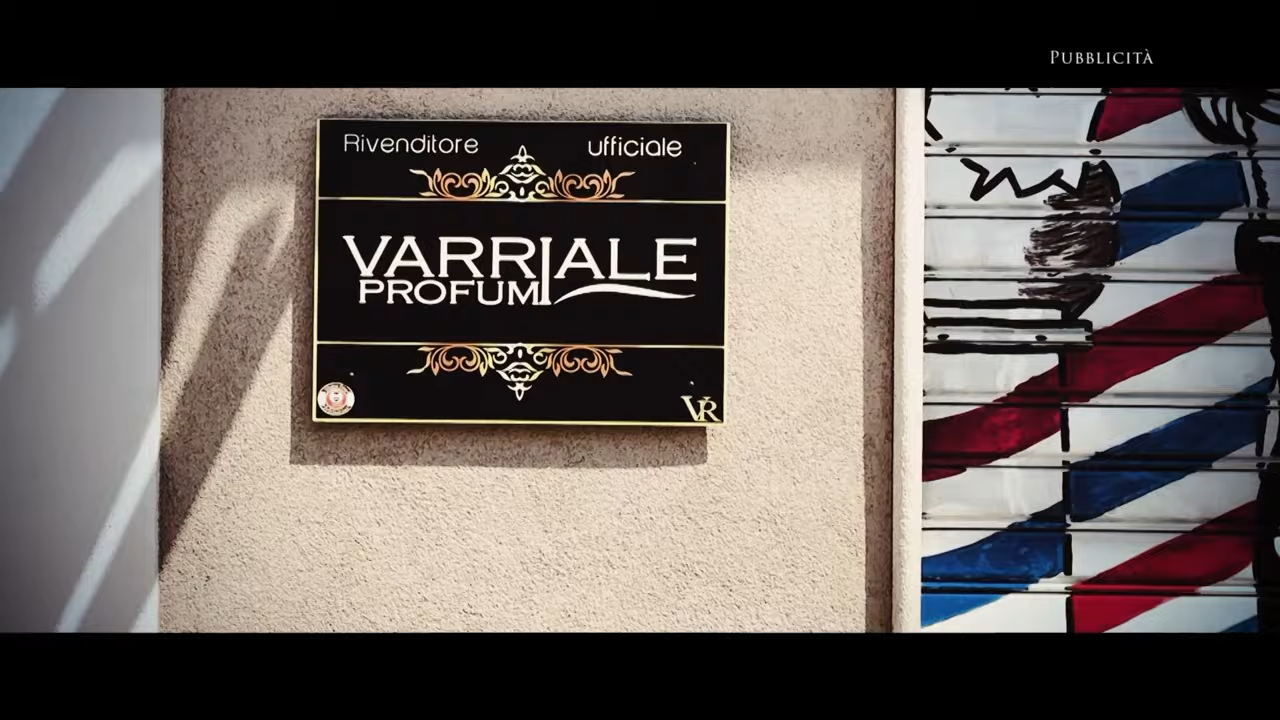 PUBBLICITÀ
Rivenditore ufficiale
VARRIALE
PROFUMI
VR